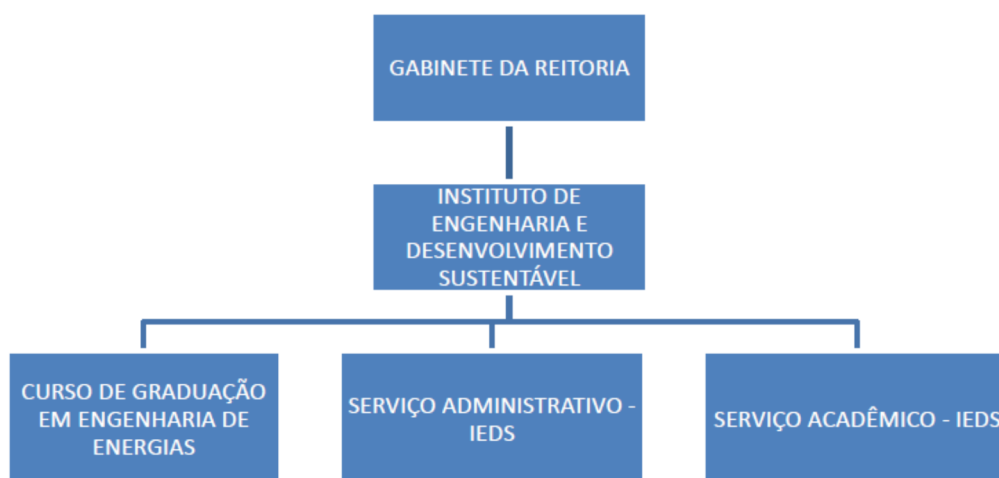 GABINETE DA REITORIA
INSTITUTO DE
ENGENHARIA E
DESENVOLVIMENTO
SUSTENTÁVEL
CURSO DE GRADUAÇÃO
EM ENGENHARIA DE
ENERGIAS
SERVIÇO ADMINISTRATIVO -
IEDS
SERVIÇO ACADÊMICO - IEDS